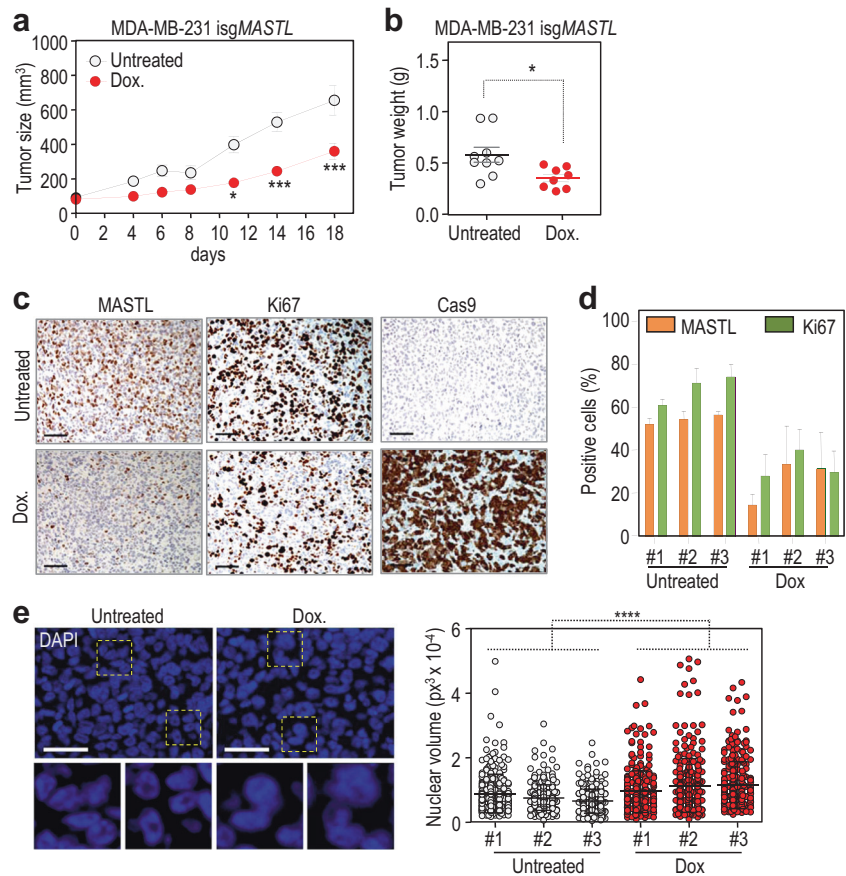 a
MDA-MB-231 isgMASTL
Tumor size (mm³)
1000
800
600
400
200
0
Untreated
Dox.
*
***
***
0 2 4 6 8 10 12 14 16 18
days
b
MDA-MB-231 isgMASTL
Tumor weight (g)
1.5
1.0
0.5
0.0
*
Untreated Dox.
c
MASTL Ki67 Cas9
Untreated
Dox.
d
Positive cells (%)
100
80
60
40
20
0
MASTL Ki67
#1 #2 #3 #1 #2 #3
Untreated Dox
e
Untreated Dox.
DAPI
Nuclear volume (px³ x 10⁻⁴)
6
4
2
0
****
#1 #2 #3 #1 #2 #3
Untreated Dox